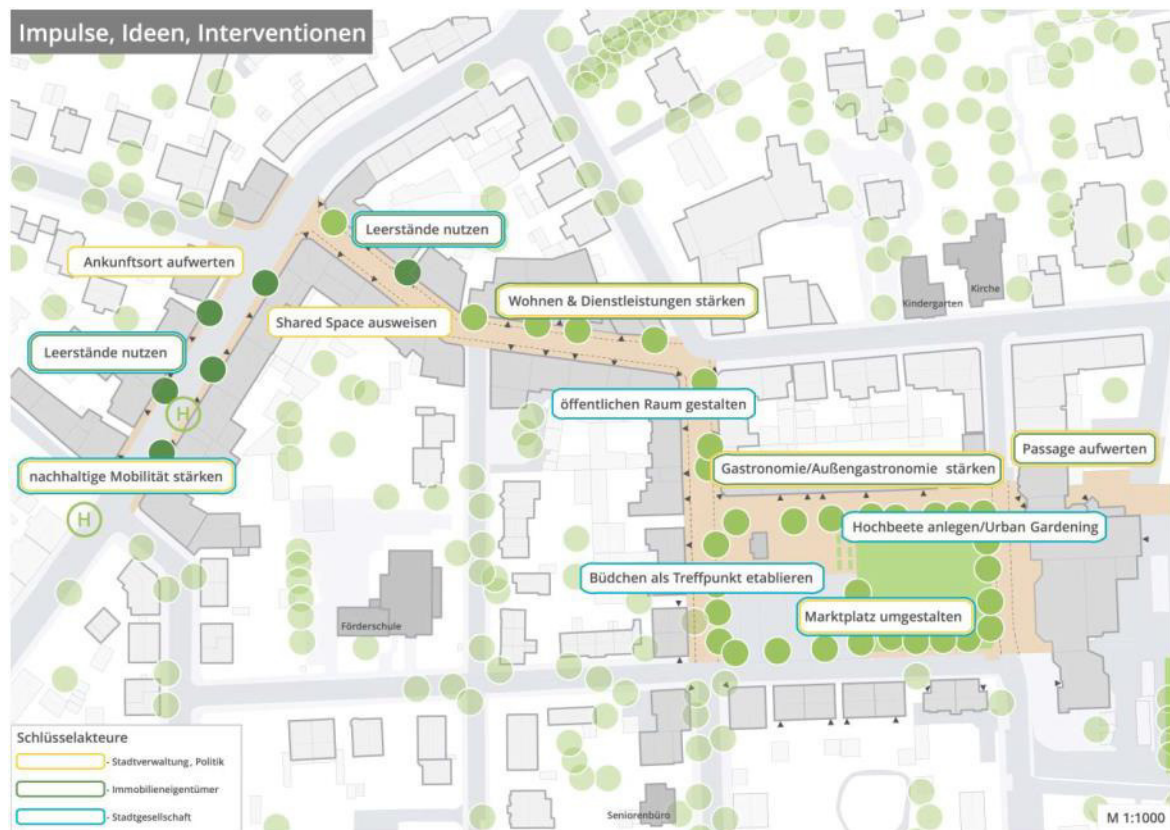 Impulse, Ideen, Interventionen
Leerstände nutzen
Ankunftsort aufwerten
Wohnen & Dienstleistungen stärken
Kindergarten
Kirche
Shared Space ausweisen
Leerstände nutzen
öffentlichen Raum gestalten
H
Passage aufwerten
Gastronomie/Außengastronomie stärken
nachhaltige Mobilität stärken
H
Hochbeete anlegen/Urban Gardening
Büdchen als Treffpunkt etablieren
Marktplatz umgestalten
Förderschule
Schlüsselakteure
- Stadtverwaltung, Politik
- Immobilieneigentümer
- Stadtgesellschaft
Seniorenbüro
M 1:1000